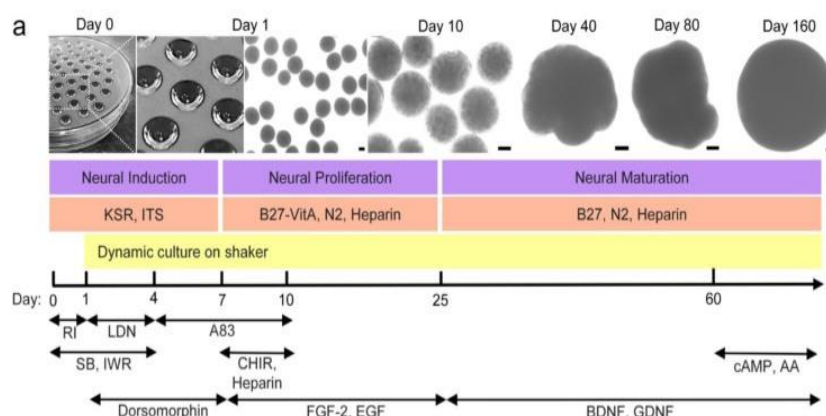 a
Day 0 Day 1 Day 10 Day 40 Day 80 Day 160
Neural Induction Neural Proliferation Neural Maturation
KSR, ITS B27-VitA, N2, Heparin B27, N2, Heparin
Dynamic culture on shaker
Day: 0 1 4 7 10 25 60
RI LDN A83
SB, IWR CHIR, cAMP, AA
Heparin
Dorsomorphin FGF-2, EGF BDNF, GDNF